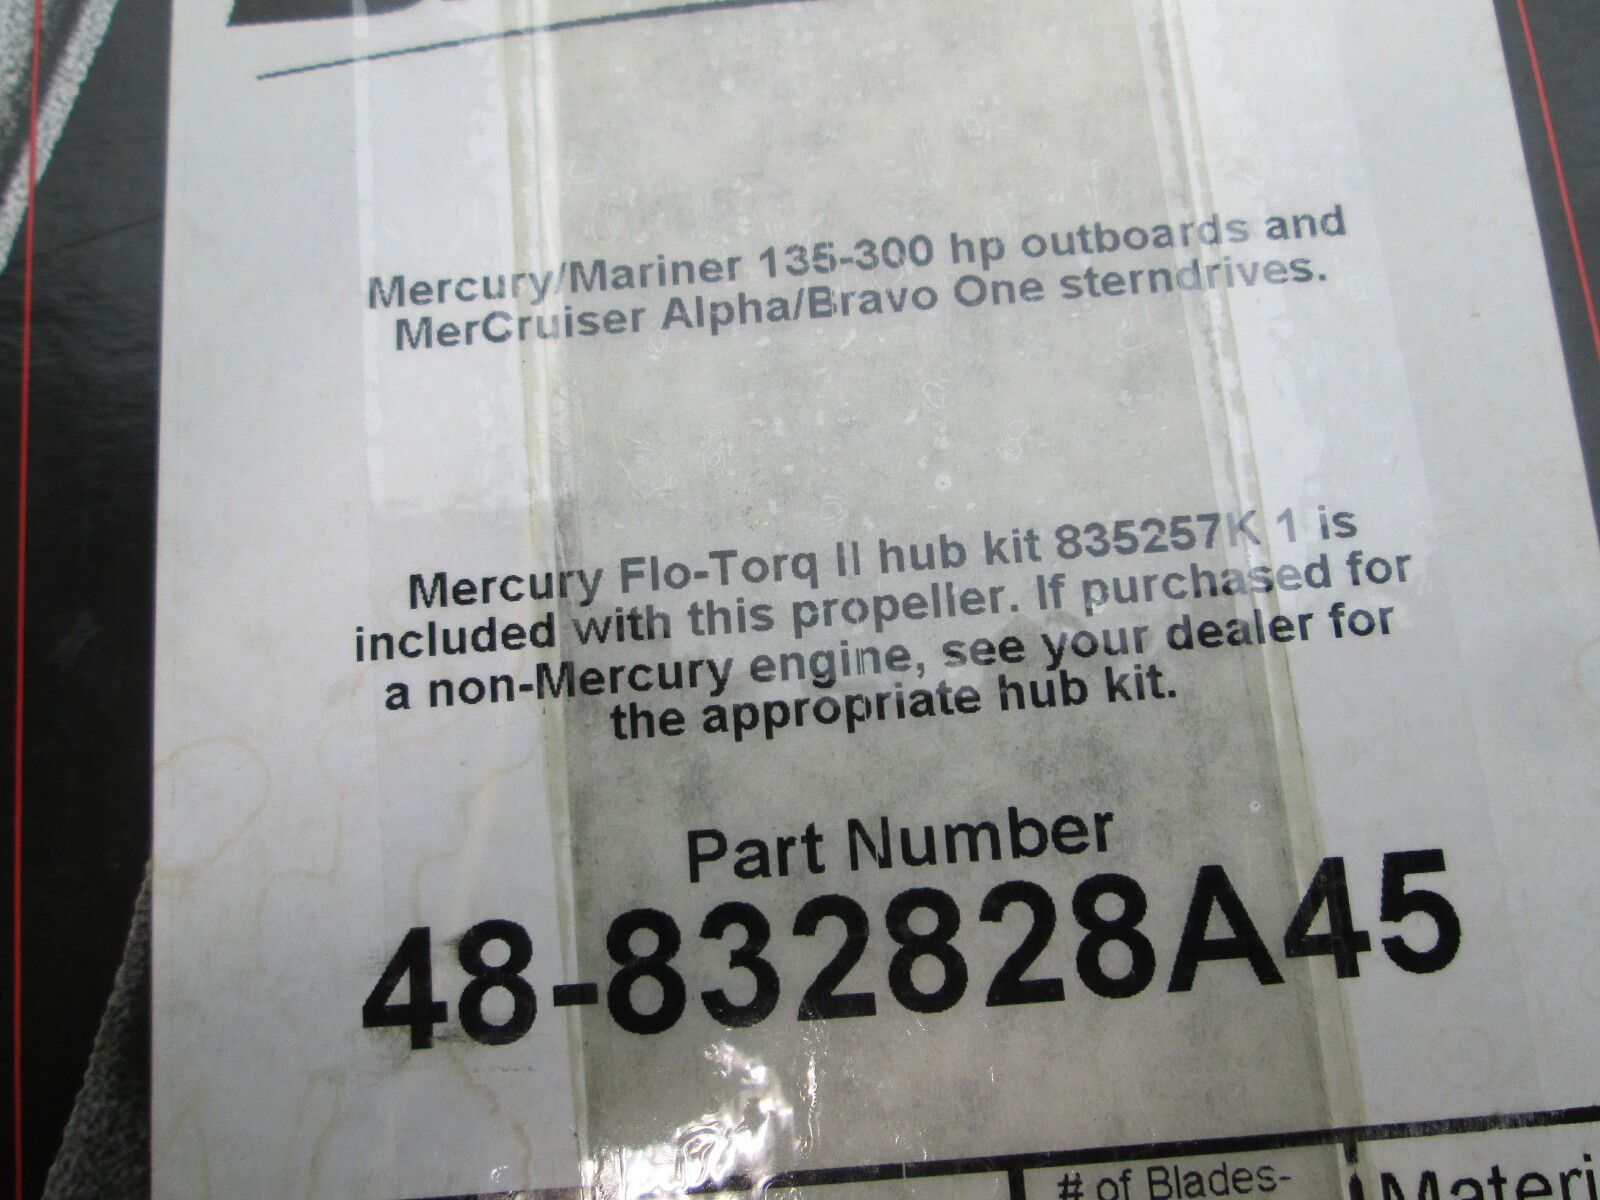 Mercury/Mariner 135-300 hp outboards and
MerCruiser Alpha/Bravo One sterndrives.
Mercury Flo-Torq II hub kit 835257K 1 is
included with this propeller. If purchased for
a non-Mercury engine, see your dealer for
the appropriate hub kit.
Part Number
48-832828A45
# of Blades-